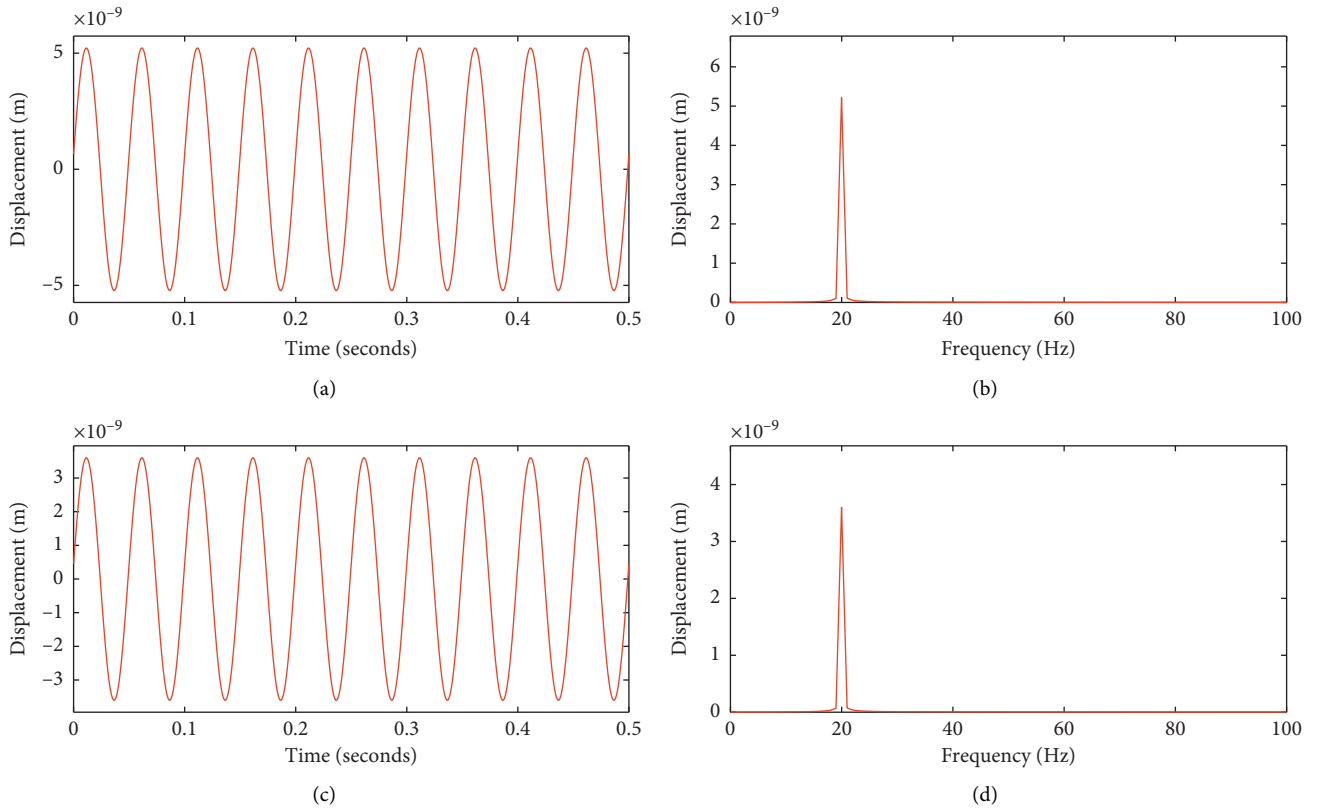 ×10−9
Displacement (m)
5
0
−5
0 0.1 0.2 0.3 0.4 0.5
Time (seconds)
(a)
×10−9
Displacement (m)
6
5
4
3
2
1
0
0 20 40 60 80 100
Frequency (Hz)
(b)
×10−9
Displacement (m)
3
2
1
0
−1
−2
−3
0 0.1 0.2 0.3 0.4 0.5
Time (seconds)
(c)
×10−9
Displacement (m)
4
3
2
1
0
0 20 40 60 80 100
Frequency (Hz)
(d)